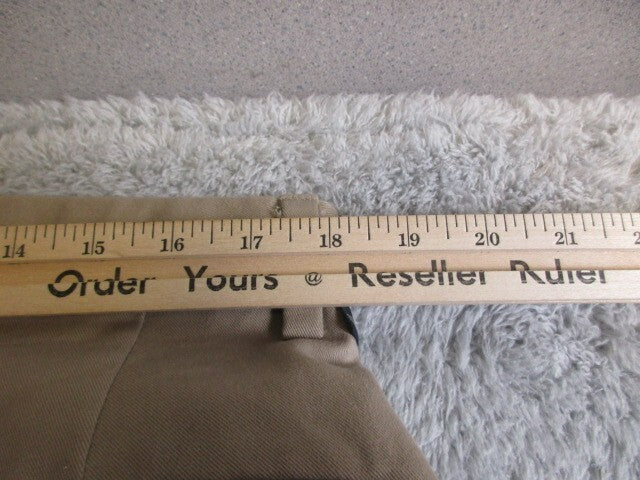 14 15 16 17 18 19 20 21
Order Yours @ Reseller Ruler